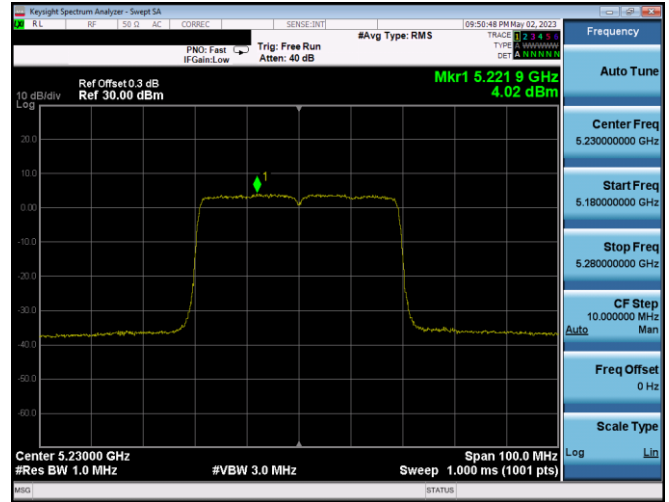 Keysight Spectrum Analyzer - Swept SA
LXI RL RF 50 Ω AC CORREC SENSE:INT 09:50:48 PM May 02, 2023
#Avg Type: RMS
TRACE 1 2 3 4 5 6
TYPE A WWWWW
DET A N N N N N
PNO: Fast
IFGain:Low
Trig: Free Run
Atten: 40 dB
Mkr1 5.221 9 GHz
4.02 dBm
Ref Offset 0.3 dB
Ref 30.00 dBm
10 dB/div
Log
20.0
10.0
0.00
-10.0
-20.0
-30.0
-40.0
-50.0
-60.0
1
Center 5.23000 GHz
#Res BW 1.0 MHz
#VBW 3.0 MHz
Span 100.0 MHz
Sweep 1.000 ms (1001 pts)
MSG
STATUS
Frequency
Auto Tune
Center Freq
5.230000000 GHz
Start Freq
5.180000000 GHz
Stop Freq
5.280000000 GHz
CF Step
10.000000 MHz
Auto Man
Freq Offset
0 Hz
Scale Type
Log Lin